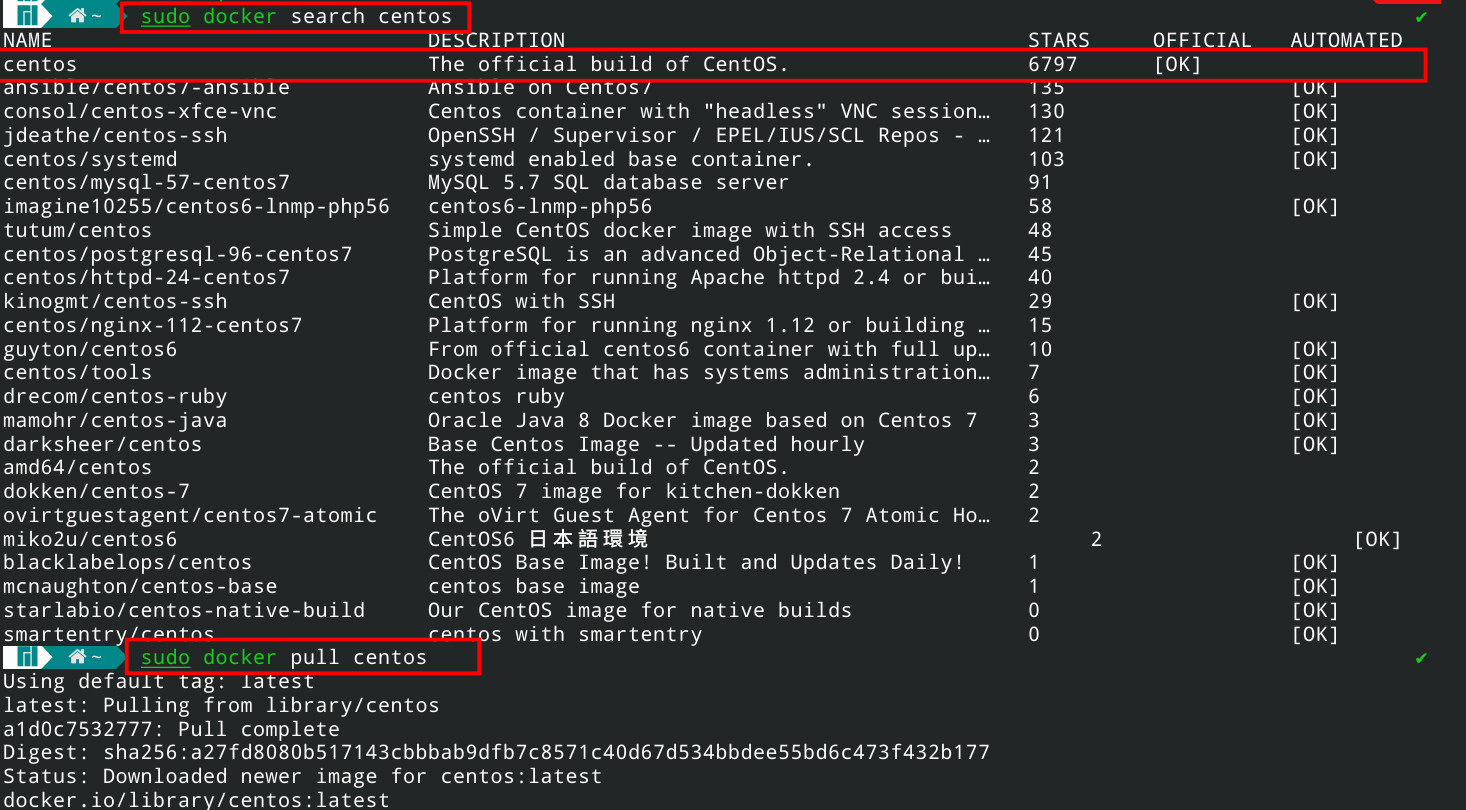 ~ sudo docker search centos ✔
NAME DESCRIPTION STARS OFFICIAL AUTOMATED
centos The official build of CentOS. 6797 [OK]
ansible/centos7-ansible Ansible on Centos7 135 [OK]
consol/centos-xfce-vnc Centos container with "headless" VNC session… 130 [OK]
jdeathe/centos-ssh OpenSSH / Supervisor / EPEL/IUS/SCL Repos - … 121 [OK]
centos/systemd systemd enabled base container. 103 [OK]
centos/mysql-57-centos7 MySQL 5.7 SQL database server 91
imagine10255/centos6-lnmp-php56 centos6-lnmp-php56 58 [OK]
tutum/centos Simple CentOS docker image with SSH access 48
centos/postgresql-96-centos7 PostgreSQL is an advanced Object-Relational … 45
centos/httpd-24-centos7 Platform for running Apache httpd 2.4 or bui… 40
kinogmt/centos-ssh CentOS with SSH 29 [OK]
centos/nginx-112-centos7 Platform for running nginx 1.12 or building … 15
guyton/centos6 From official centos6 container with full up… 10 [OK]
centos/tools Docker image that has systems administration… 7 [OK]
drecom/centos-ruby centos ruby 6 [OK]
mamohr/centos-java Oracle Java 8 Docker image based on Centos 7 3 [OK]
darksheer/centos Base Centos Image -- Updated hourly 3 [OK]
amd64/centos The official build of CentOS. 2
dokken/centos-7 CentOS 7 image for kitchen-dokken 2
ovirtguestagent/centos7-atomic The oVirt Guest Agent for Centos 7 Atomic Ho… 2
miko2u/centos6 CentOS6 日本語環境 2 [OK]
blacklabelops/centos CentOS Base Image! Built and Updates Daily! 1 [OK]
mcnaughton/centos-base centos base image 1 [OK]
starlabio/centos-native-build Our CentOS image for native builds 0 [OK]
smartentry/centos centos with smartentry 0 [OK]
~ sudo docker pull centos ✔
Using default tag: latest
latest: Pulling from library/centos
a1d0c7532777: Pull complete
Digest: sha256:a27fd8080b517143cbbbab9dfb7c8571c40d67d534bbdee55bd6c473f432b177
Status: Downloaded newer image for centos:latest
docker.io/library/centos:latest